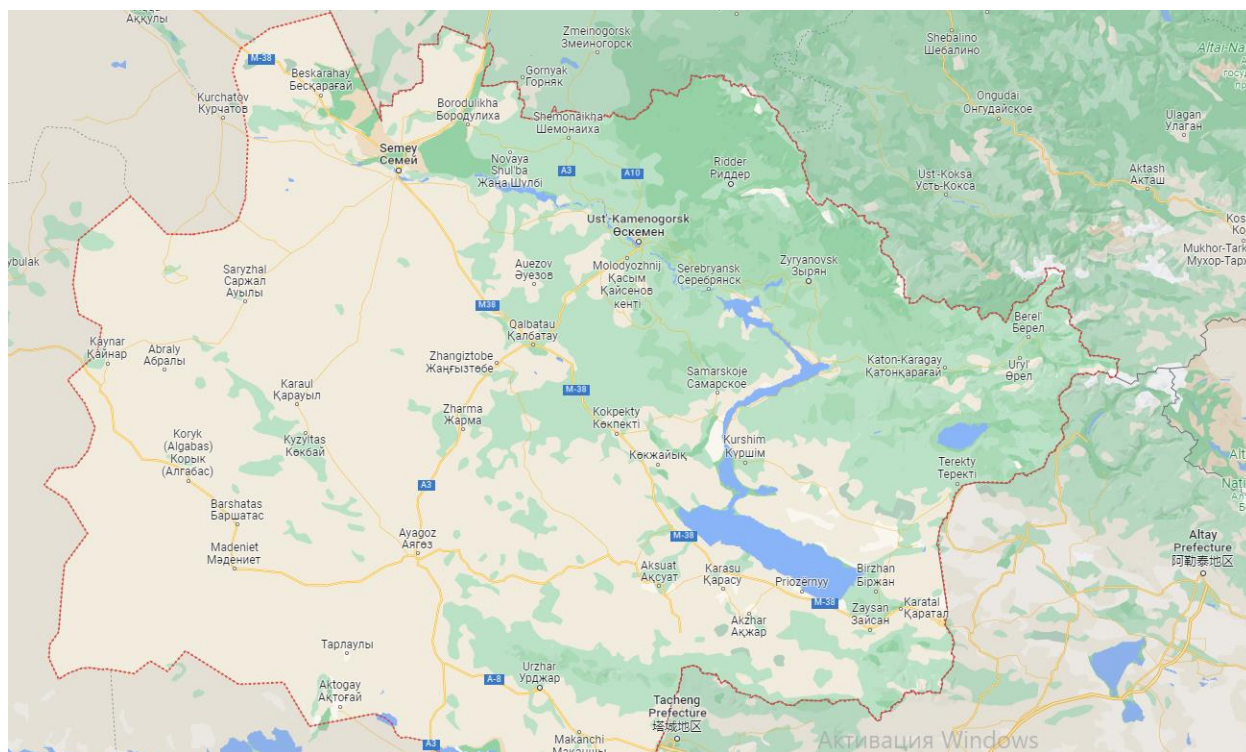 Аққулы
Zmeinogorsk
Змеиногорск
Shebalino
Шебалино
M-38
Beskarahay
Бесқарағай
Gornyak
Горняк
Ongudai
Онгудайское
Kurchatov
Курчатов
Borodulikha
Бородулиха
Shemonaikha
Шемонаиха
Ulagan
Улаган
Semey
Семей
Novaya
Shul'ba
Жаңа Шүлбі
A3
A10
Ridder
Риддер
Ust'-Koksa
Усть-Кокса
Aktash
Акташ
Ust'-Kamenogorsk
Өскемен
Mukhor-Tark
Мухор-Тарх
ybulak
Saryzhal
Саржал
Ауылы
Auezov
Әуезов
Molodyozhnij
Қасым
Қайсенов
кенті
Serebryansk
Серебрянск
Zyryanovsk
Зырян
M38
Berel'
Берел
Qalbatau
Қалбатау
Kaynar
Қайнар
Abraly
Абралы
Zhangiztobe
Жаңғызтөбе
Katon-Karagay
Катонқарағай
Uryl'
Өрел
Karaul
Қарауыл
M-38
Samarskoje
Самарское
Zharma
Жарма
Kokpekty
Көкпекті
Koryk
(Algabas)
Корык
(Алгабас)
Kyzyltas
Көкбай
Көкжайық
Kurshim
Күршім
Terekty
Теректі
A3
Barshatas
Баршатас
Ayagoz
Аягөз
M-38
Altay
Prefecture
阿勒泰地区
Madeniet
Мәдениет
Aksuat
Ақсуат
Karasu
Қарасу
Priozernyy
Birzhan
Біржан
M-38
Zaysan
Зайсан
Karatal
Қаратал
Akzhar
Ақжар
Тарлаулы
Aktogay
Ақтоғай
A-8
Urzhar
Урджар
Tacheng
Prefecture
塔城地区
Makanchi
Маканчы
A3
Активация Windows